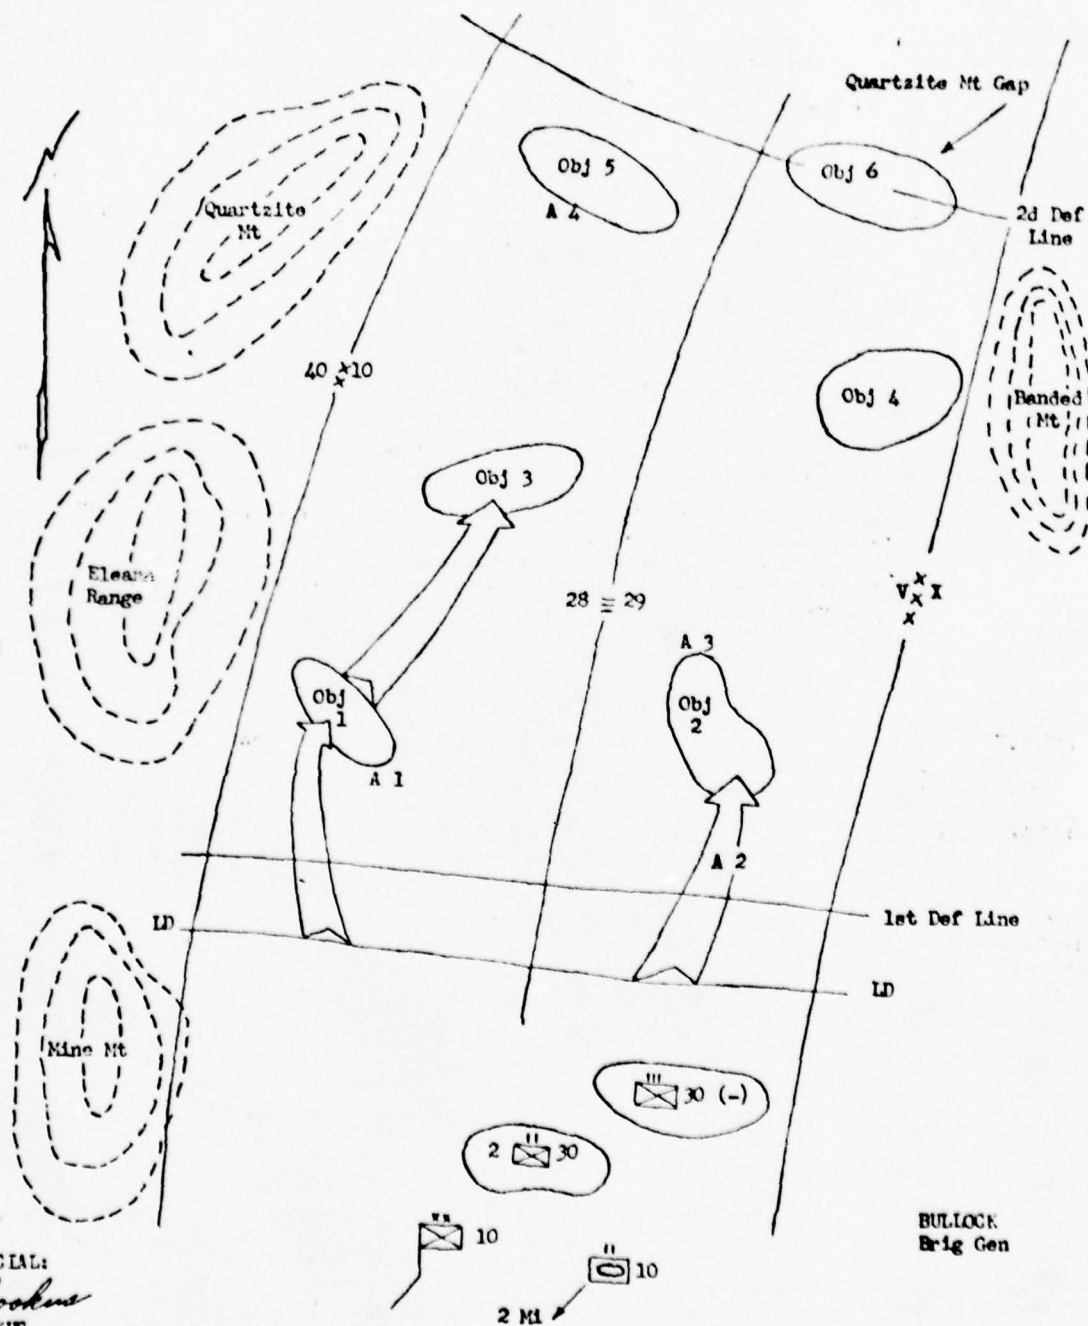 Quartzite Mt Gap
Obj 5
A 4
Obj 6
Quartzite
Mt
2d Def
Line
40 10
Obj 4
Banded
Mt
Obj 3
Eleana
Range
28 29
V X
A 3
Obj
1
Obj
2
A 1
A 2
LD
1st Def Line
LD
Mine Mt
30 (-)
2 30
10
BULLOCK
Brig Gen
10
2 Mi